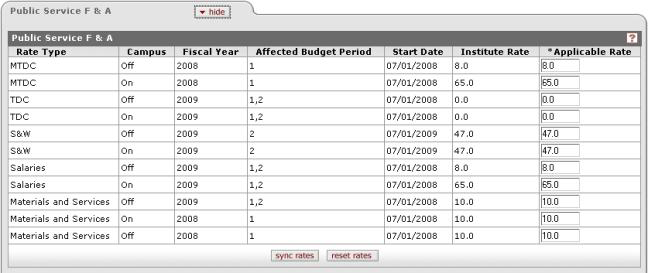 Public Service F & A
▼ hide
Public Service F & A ?
Rate Type Campus Fiscal Year Affected Budget Period Start Date Institute Rate *Applicable Rate
MTDC Off 2008 1 07/01/2008 8.0 8.0
MTDC On 2008 1 07/01/2008 65.0 65.0
TDC Off 2009 1,2 07/01/2008 0.0 0.0
TDC On 2009 1,2 07/01/2008 0.0 0.0
S&W Off 2009 2 07/01/2009 47.0 47.0
S&W On 2009 2 07/01/2009 47.0 47.0
Salaries Off 2009 1,2 07/01/2008 8.0 8.0
Salaries On 2009 1,2 07/01/2008 65.0 65.0
Materials and Services Off 2009 1,2 07/01/2008 10.0 10.0
Materials and Services On 2008 1 07/01/2008 10.0 10.0
Materials and Services Off 2008 1 07/01/2008 10.0 10.0
sync rates reset rates